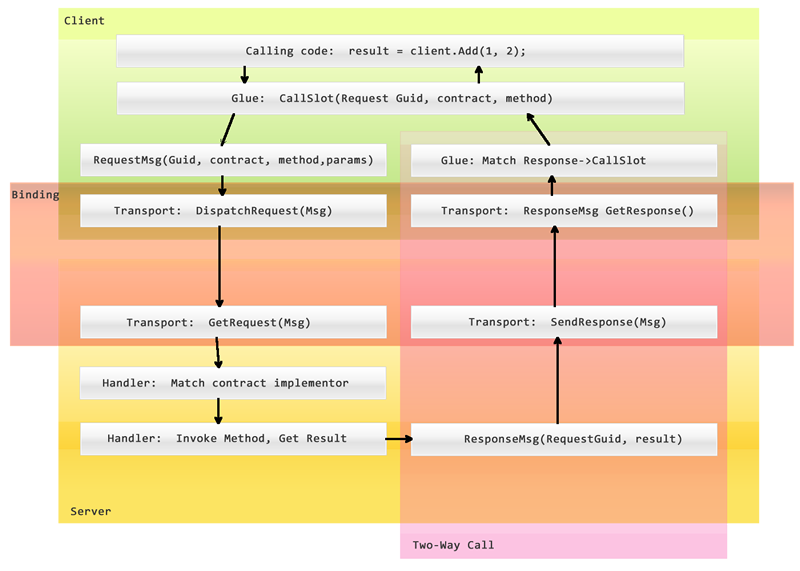 Client
Calling code:  result = client.Add(1, 2);
Glue:  CallSlot(Request Guid, contract, method)
RequestMsg(Guid, contract, method,params)
Glue: Match Response->CallSlot
Binding
Transport:  DispatchRequest(Msg)
Transport:  ResponseMsg GetResponse()
Transport:  GetRequest(Msg)
Transport:  SendResponse(Msg)
Handler:  Match contract implementor
Handler:  Invoke Method, Get Result
ResponseMsg(RequestGuid, result)
Server
Two-Way Call